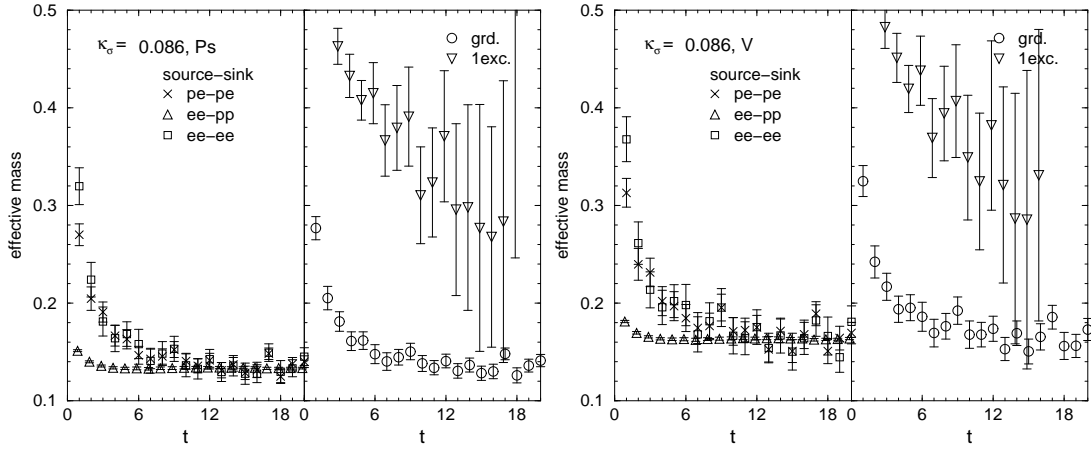 0.5
0.4
0.3
0.2
0.1
effective mass
κσ = 0.086, Ps
source−sink
pe−pe
ee−pp
ee−ee
grd.
1exc.
0 6 12 18 0 6 12 18
t t
0.5
0.4
0.3
0.2
0.1
effective mass
κσ = 0.086, V
source−sink
pe−pe
ee−pp
ee−ee
grd.
1exc.
0 6 12 18 0 6 12 18
t t